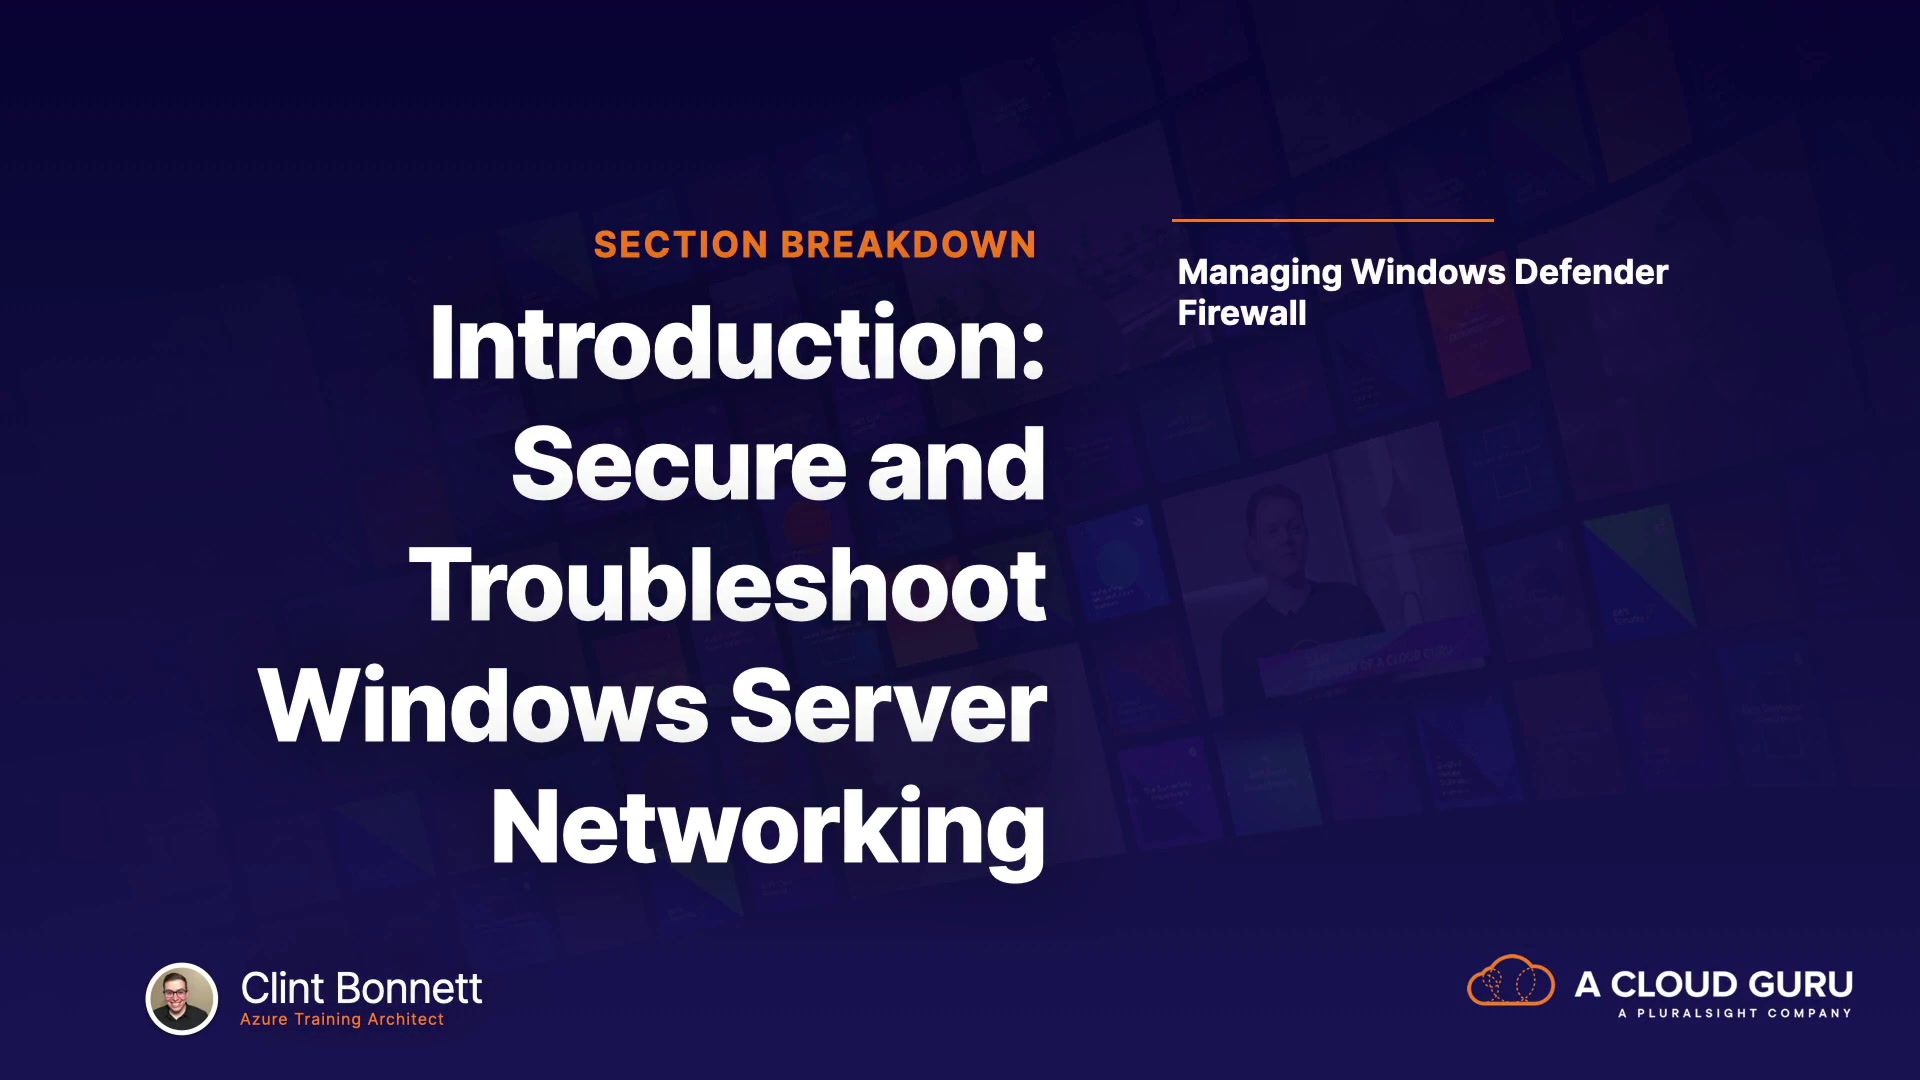 SECTION BREAKDOWN
Introduction:
Secure and
Troubleshoot
Windows Server
Networking
Managing Windows Defender
Firewall
Clint Bonnett
Azure Training Architect
A CLOUD GURU
A PLURALSIGHT COMPANY